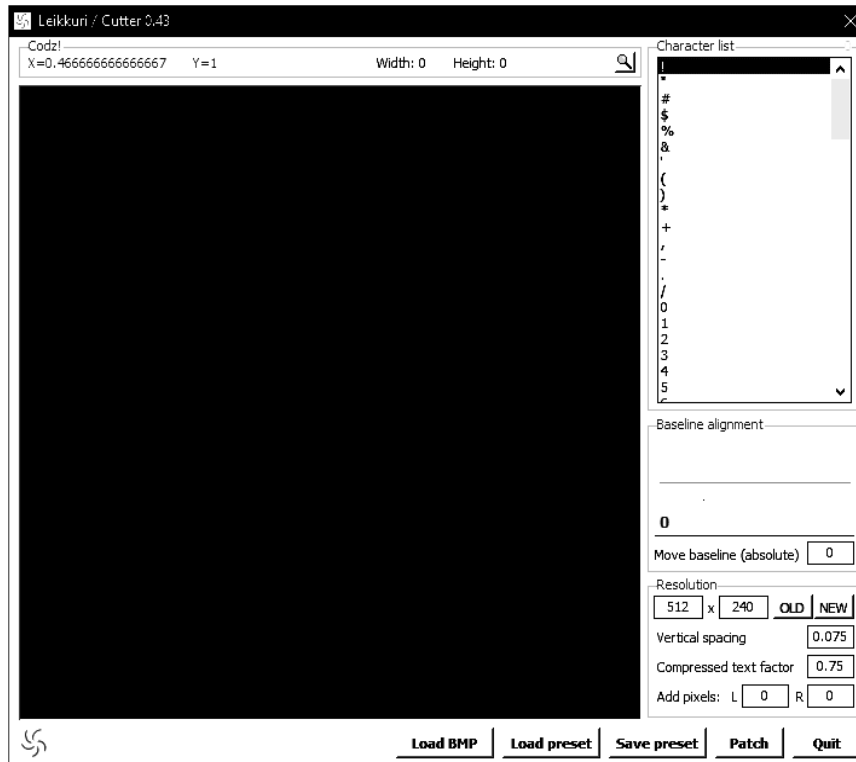 Leikkuri / Cutter 0.43
Codz!
X=0.466666666666667 Y=1 Width: 0 Height: 0
Character list
!
"
#
$
%
&
'
(
)
*
+
,
-
.
/
0
1
2
3
4
5
Baseline alignment
0
Move baseline (absolute) 0
Resolution
512 x 240 OLD NEW
Vertical spacing 0.075
Compressed text factor 0.75
Add pixels: L 0 R 0
Load BMP Load preset Save preset Patch Quit